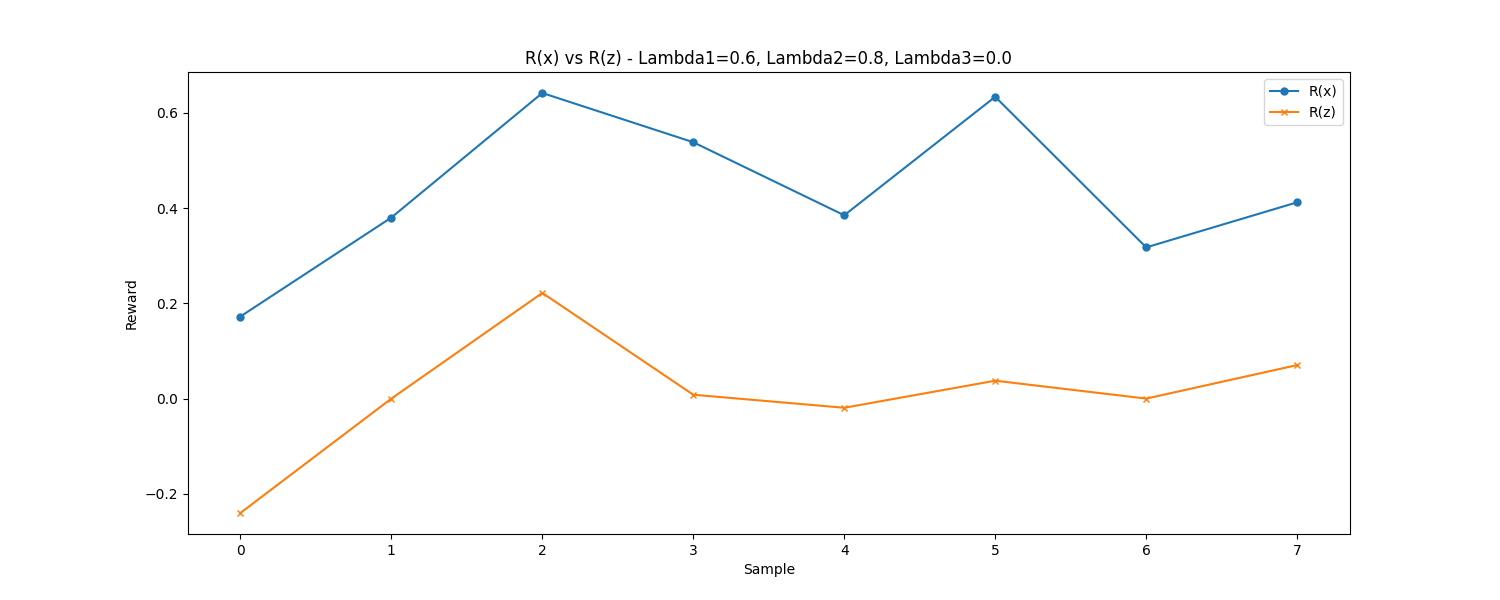 R(x) vs R(z) - Lambda1=0.6, Lambda2=0.8, Lambda3=0.0
R(x)
R(z)
0.6
0.4
0.2
0.0
−0.2
Reward
0 1 2 3 4 5 6 7
Sample